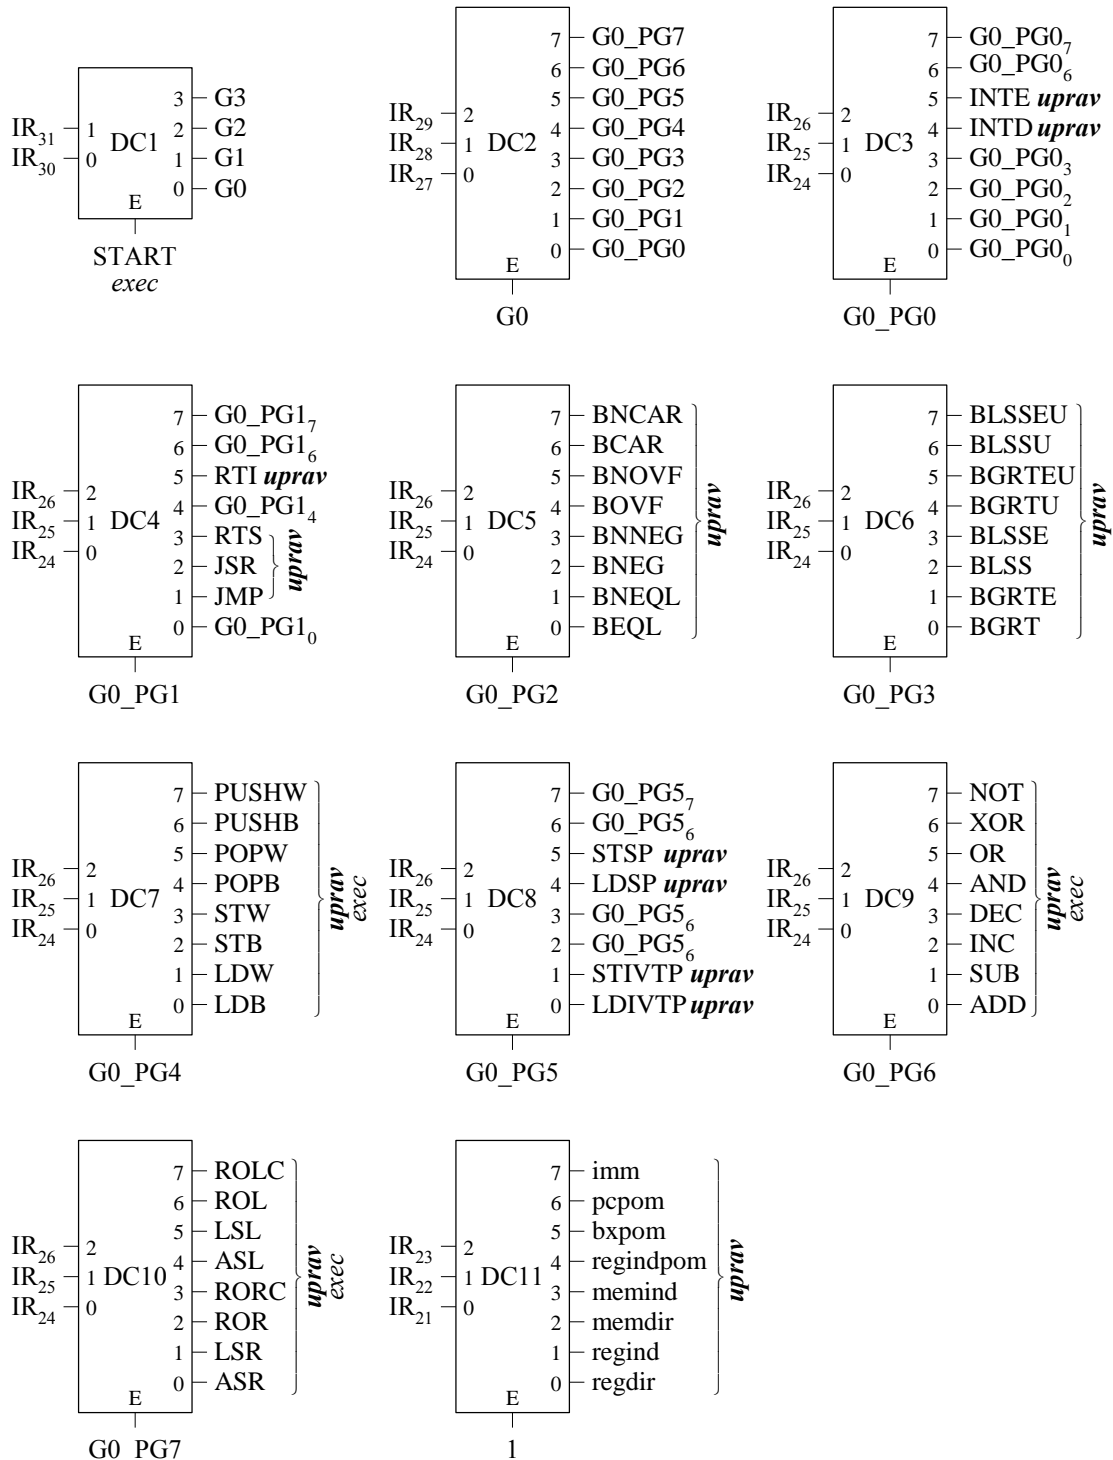 IR31 1 DC1 3 G3
IR30 0 2 G2
1 G1
0 G0
E
START
exec
7 G0_PG7
6 G0_PG6
5 G0_PG5
IR29 2 4 G0_PG4
IR28 1 DC2 3 G0_PG3
IR27 0 2 G0_PG2
1 G0_PG1
0 G0_PG0
E
G0
7 G0_PG07
6 G0_PG06
5 INTE uprav
IR26 2 4 INTD uprav
IR25 1 DC3 3 G0_PG03
IR24 0 2 G0_PG02
1 G0_PG01
0 G0_PG00
E
G0_PG0
7 G0_PG17
6 G0_PG16
5 RTI uprav
IR26 2 4 G0_PG14
IR25 1 DC4 3 RTS
IR24 0 2 JSR uprav
1 JMP
0 G0_PG10
E
G0_PG1
7 BNCAR
6 BCAR
5 BNOVF
IR26 2 4 BOVF
IR25 1 DC5 3 BNNEG
IR24 0 2 BNEG
1 BNEQL
0 BEQL
uprav
E
G0_PG2
7 BLSSEU
6 BLSSU
5 BGRTEU
IR26 2 4 BGRTU
IR25 1 DC6 3 BLSSE
IR24 0 2 BLSS
1 BGRTE
0 BGRT
uprav
E
G0_PG3
7 PUSHW
6 PUSHB
5 POPW
IR26 2 4 POPB
IR25 1 DC7 3 STW
IR24 0 2 STB
1 LDW
0 LDB
uprav
exec
E
G0_PG4
7 G0_PG57
6 G0_PG56
5 STSP uprav
IR26 2 4 LDSP uprav
IR25 1 DC8 3 G0_PG56
IR24 0 2 G0_PG56
1 STIVTP uprav
0 LDIVTP uprav
E
G0_PG5
7 NOT
6 XOR
5 OR
IR26 2 4 AND
IR25 1 DC9 3 DEC
IR24 0 2 INC
1 SUB
0 ADD
uprav
exec
E
G0_PG6
7 ROLC
6 ROL
5 LSL
IR26 2 4 ASL
IR25 1 DC10 3 RORC
IR24 0 2 ROR
1 LSR
0 ASR
uprav
exec
E
G0_PG7
7 imm
6 pcpom
5 bxpom
IR23 2 4 regindpom
IR22 1 DC11 3 memind
IR21 0 2 memdir
1 regind
0 regdir
uprav
E
1